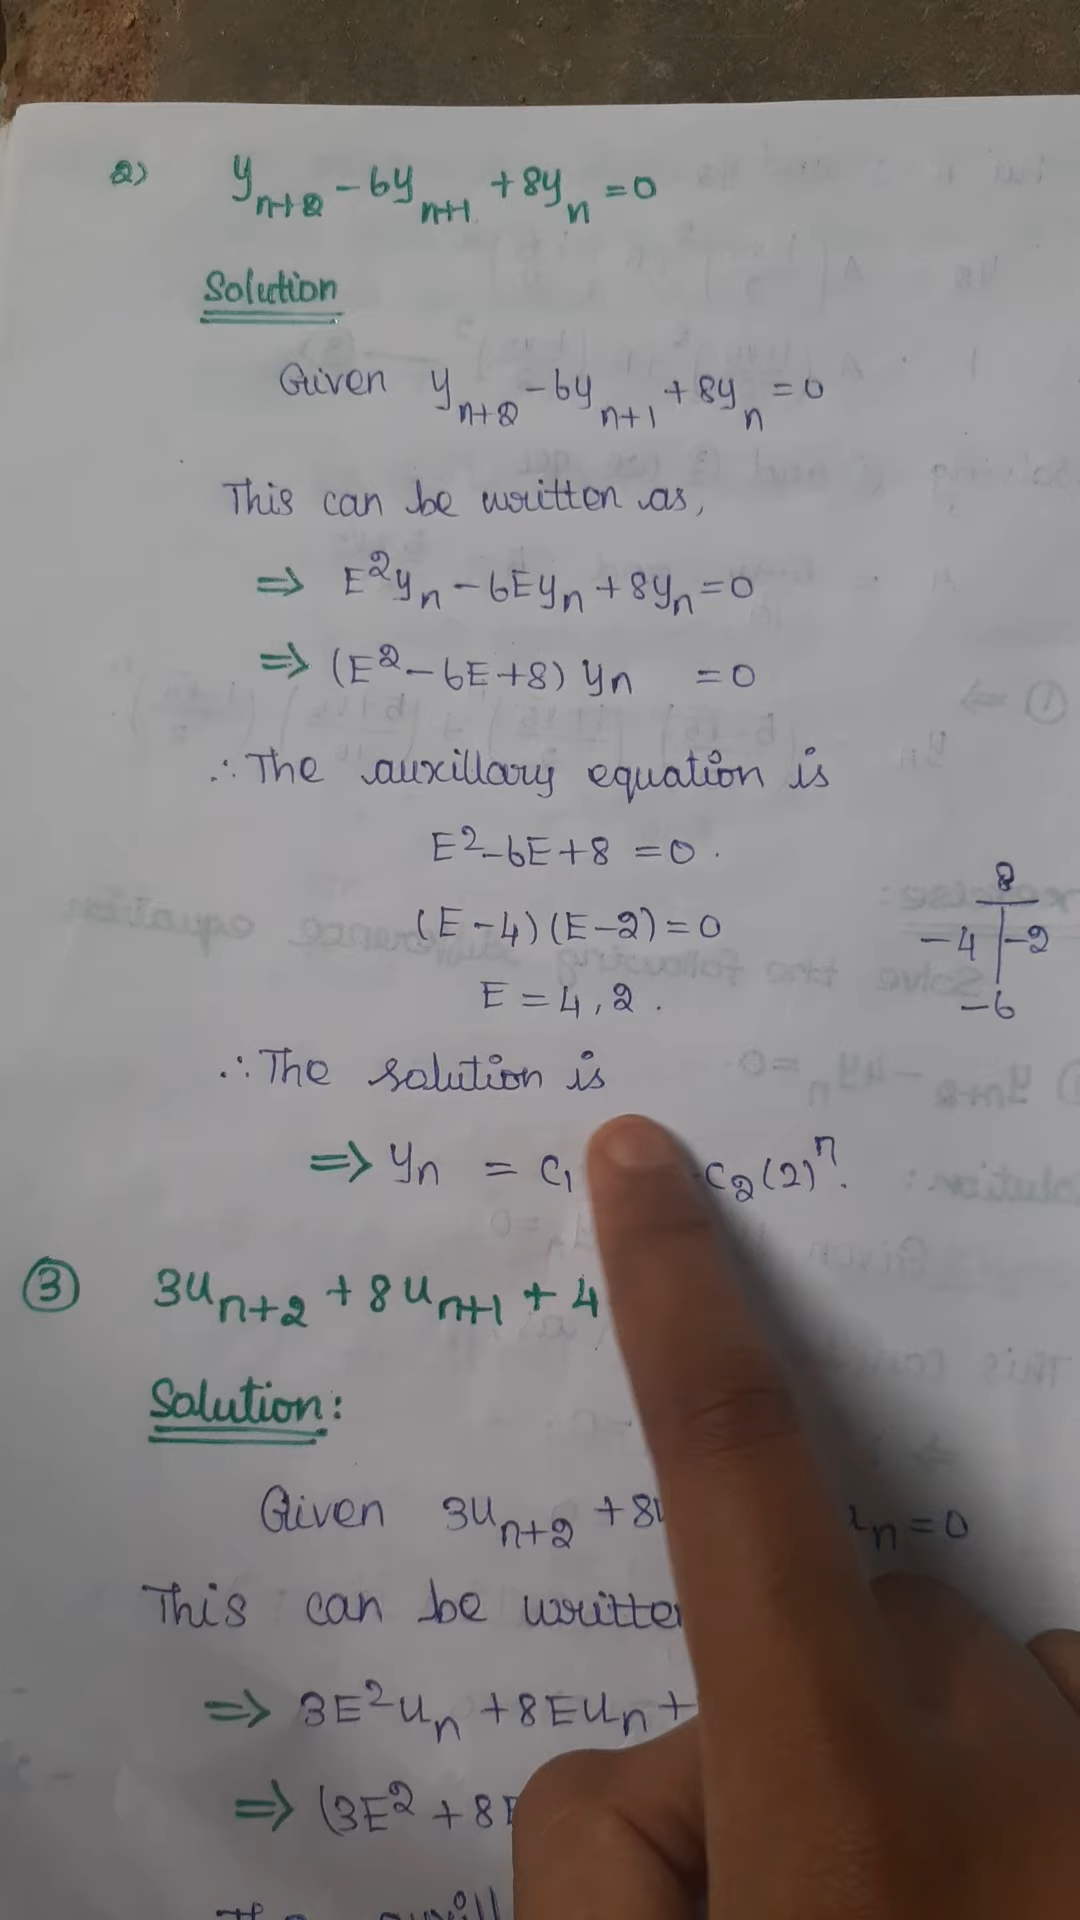 2) y_{n+2} - 6y_{n+1} + 8y_n = 0
Solution
Given y_{n+2} - 6y_{n+1} + 8y_n = 0
This can be written as,
⇒ E²y_n - 6Ey_n + 8y_n = 0
⇒ (E² - 6E + 8) y_n = 0
∴ The auxillary equation is
E² - 6E + 8 = 0.
(E - 4)(E - 2) = 0
8
-4 | -2
-6
E = 4, 2.
∴ The solution is
⇒ y_n = c₁ c₂(2)ⁿ.
③ 3u_{n+2} + 8u_{n+1} + 4
Solution:
Given 3u_{n+2} + 8u n = 0
This can be
⇒ 3E²u_n + 8Eu_n +
⇒ (3E² + 8E